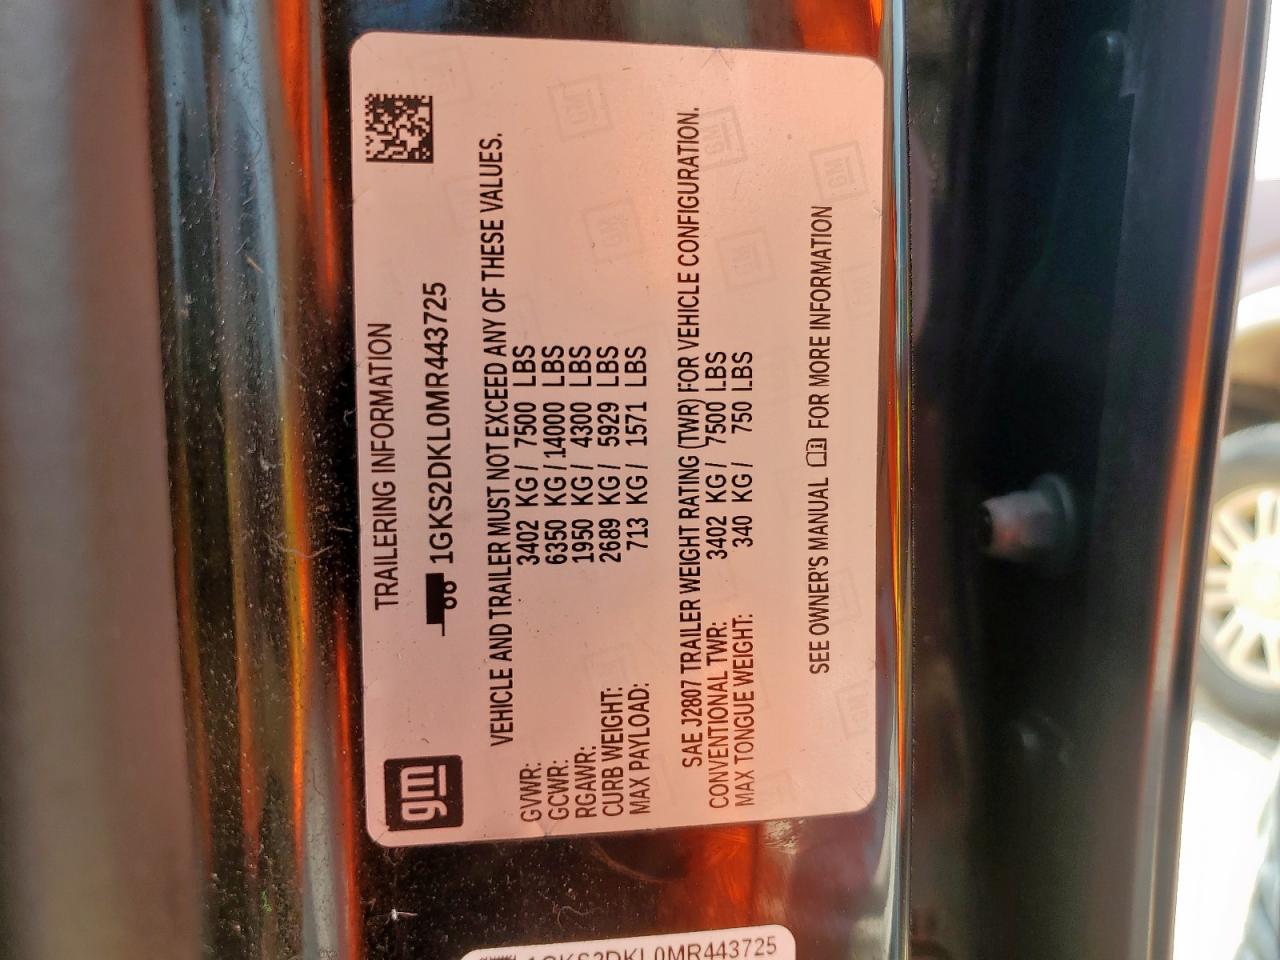 gm
TRAILERING INFORMATION
1GKS2DKL0MR443725
VEHICLE AND TRAILER MUST NOT EXCEED ANY OF THESE VALUES.
GVWR: 3402 KG / 7500 LBS
GCWR: 6350 KG / 14000 LBS
RGAWR: 1950 KG / 4300 LBS
CURB WEIGHT: 2689 KG / 5929 LBS
MAX PAYLOAD: 713 KG / 1571 LBS
SAE J2807 TRAILER WEIGHT RATING (TWR) FOR VEHICLE CONFIGURATION.
CONVENTIONAL TWR: 3402 KG / 7500 LBS
MAX TONGUE WEIGHT: 340 KG / 750 LBS
SEE OWNER'S MANUAL FOR MORE INFORMATION
1GKS2DKL0MR443725